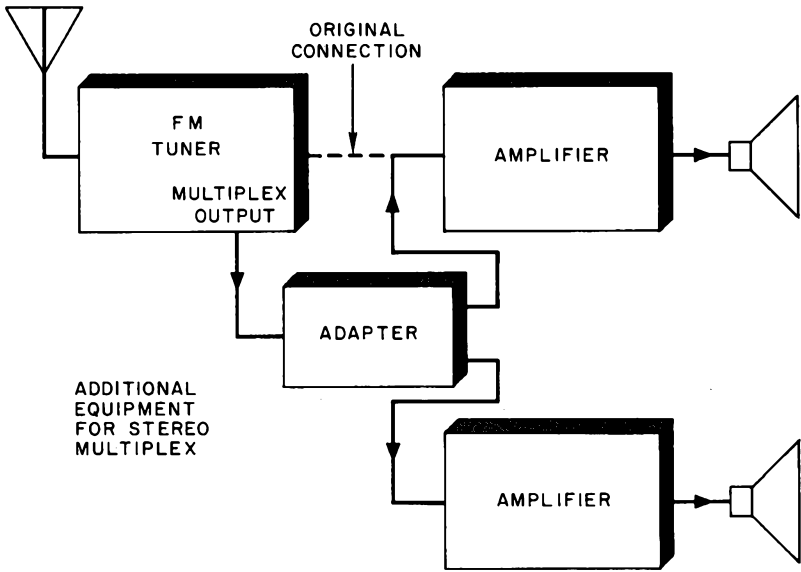 ORIGINAL
CONNECTION
FM
TUNER
MULTIPLEX
OUTPUT
AMPLIFIER
ADAPTER
ADDITIONAL
EQUIPMENT
FOR STEREO
MULTIPLEX
AMPLIFIER